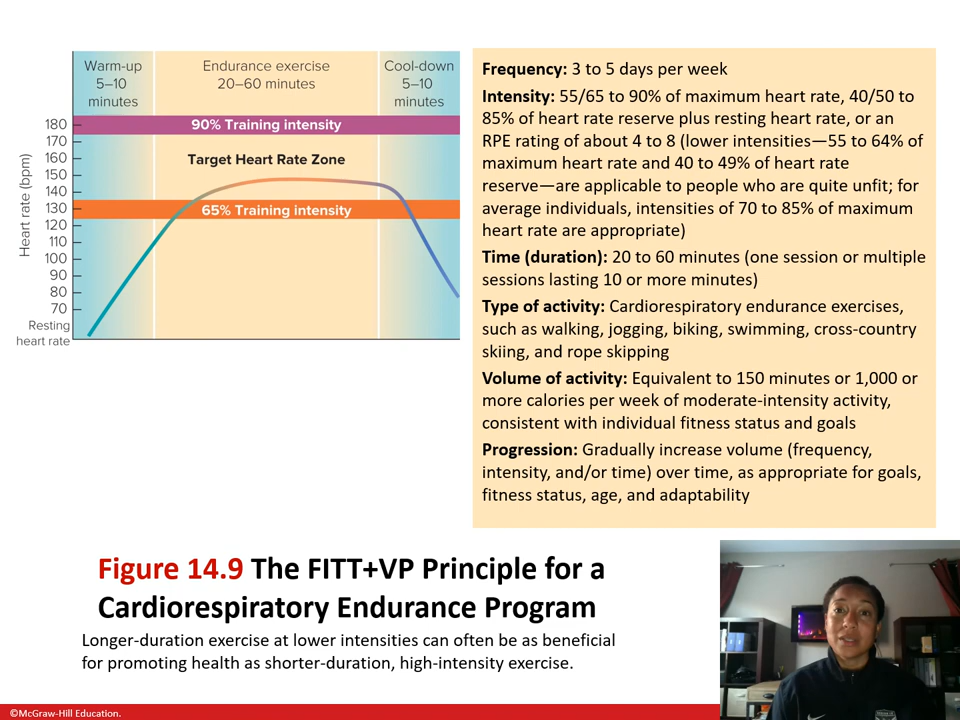 Warm-up
5–10
minutes
Endurance exercise
20–60 minutes
Cool-down
5–10
minutes
Heart rate (bpm)
180
170
160
150
140
130
120
110
100
90
80
70
Resting
heart rate
90% Training intensity
Target Heart Rate Zone
65% Training intensity
Frequency: 3 to 5 days per week
Intensity: 55/65 to 90% of maximum heart rate, 40/50 to
85% of heart rate reserve plus resting heart rate, or an
RPE rating of about 4 to 8 (lower intensities—55 to 64% of
maximum heart rate and 40 to 49% of heart rate
reserve—are applicable to people who are quite unfit; for
average individuals, intensities of 70 to 85% of maximum
heart rate are appropriate)
Time (duration): 20 to 60 minutes (one session or multiple
sessions lasting 10 or more minutes)
Type of activity: Cardiorespiratory endurance exercises,
such as walking, jogging, biking, swimming, cross-country
skiing, and rope skipping
Volume of activity: Equivalent to 150 minutes or 1,000 or
more calories per week of moderate-intensity activity,
consistent with individual fitness status and goals
Progression: Gradually increase volume (frequency,
intensity, and/or time) over time, as appropriate for goals,
fitness status, age, and adaptability
Figure 14.9 The FITT+VP Principle for a
Cardiorespiratory Endurance Program
Longer-duration exercise at lower intensities can often be as beneficial
for promoting health as shorter-duration, high-intensity exercise.
©McGraw-Hill Education.